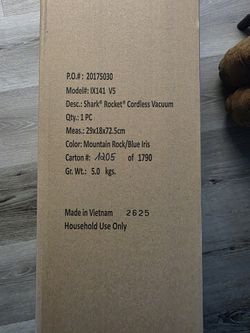 P.O.# : 20175030
Model#: IX141 V5
Desc.: Shark® Rocket® Cordless Vacuum
Qty.: 1 PC
Meas.: 29x18x72.5cm
Color: Mountain Rock/Blue Iris
Carton #: 1205 of 1790
Gr. Wt.: 5.0 kgs.
Made in Vietnam 2625
Household Use Only